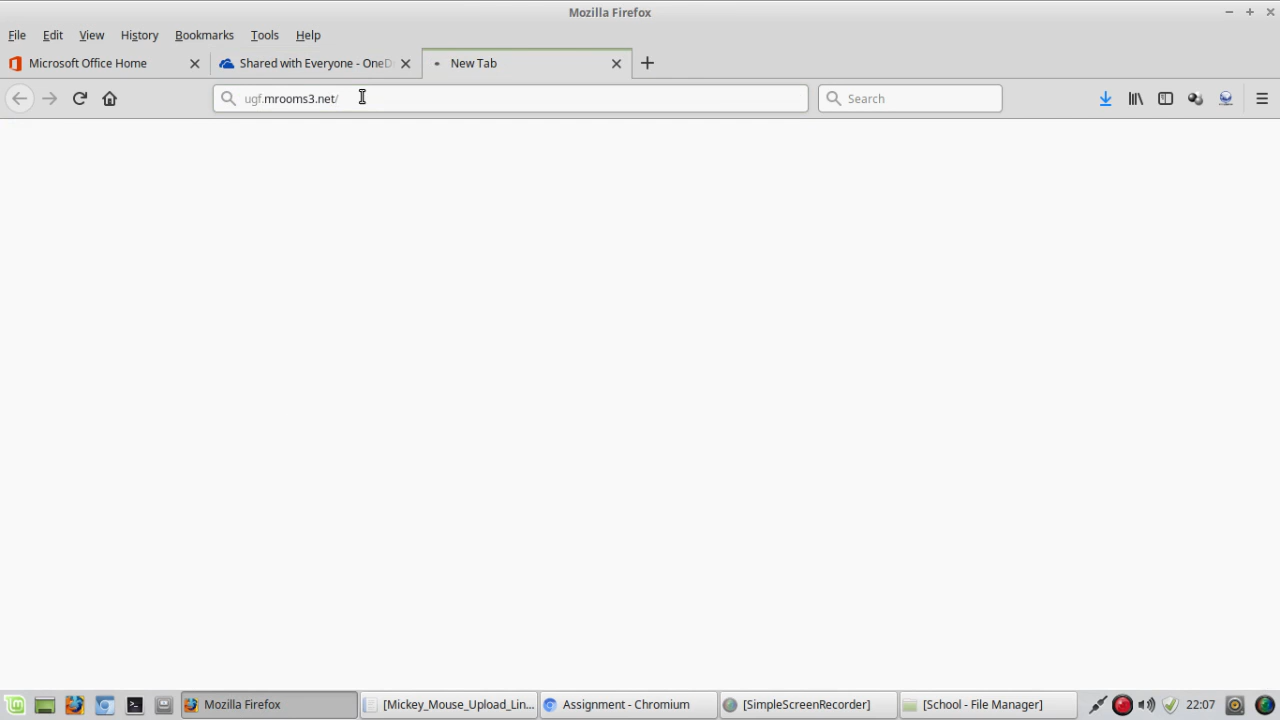 Mozilla Firefox
File Edit View History Bookmarks Tools Help
Microsoft Office Home Shared with Everyone - OneD New Tab
ugf.mrooms3.net/ Search
Mozilla Firefox [Mickey_Mouse_Upload_Lin... Assignment - Chromium [SimpleScreenRecorder] [School - File Manager] 22:07